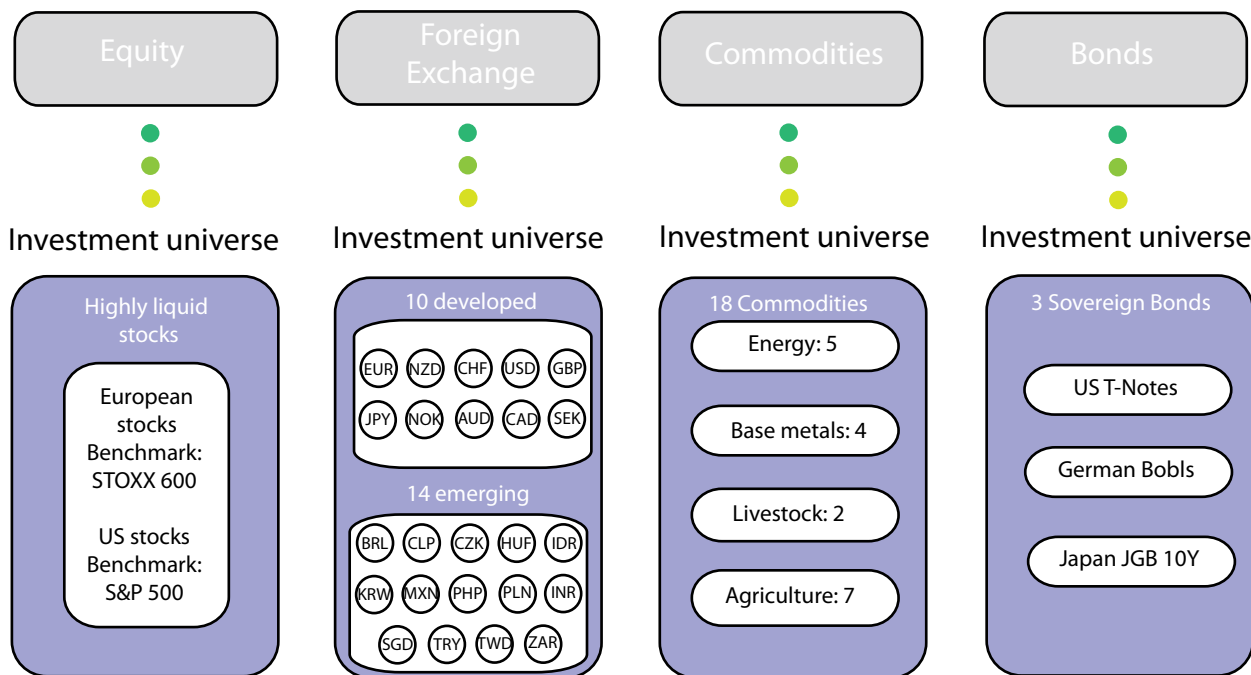 Equity
Foreign
Exchange
Commodities
Bonds
Investment universe
Investment universe
Investment universe
Investment universe
Highly liquid
stocks
European
stocks
Benchmark:
STOXX 600
US stocks
Benchmark:
S&P 500
10 developed
EUR NZD CHF USD GBP
JPY NOK AUD CAD SEK
14 emerging
BRL CLP CZK HUF IDR
KRW MXN PHP PLN INR
SGD TRY TWD ZAR
18 Commodities
Energy: 5
Base metals: 4
Livestock: 2
Agriculture: 7
3 Sovereign Bonds
US T-Notes
German Bobls
Japan JGB 10Y